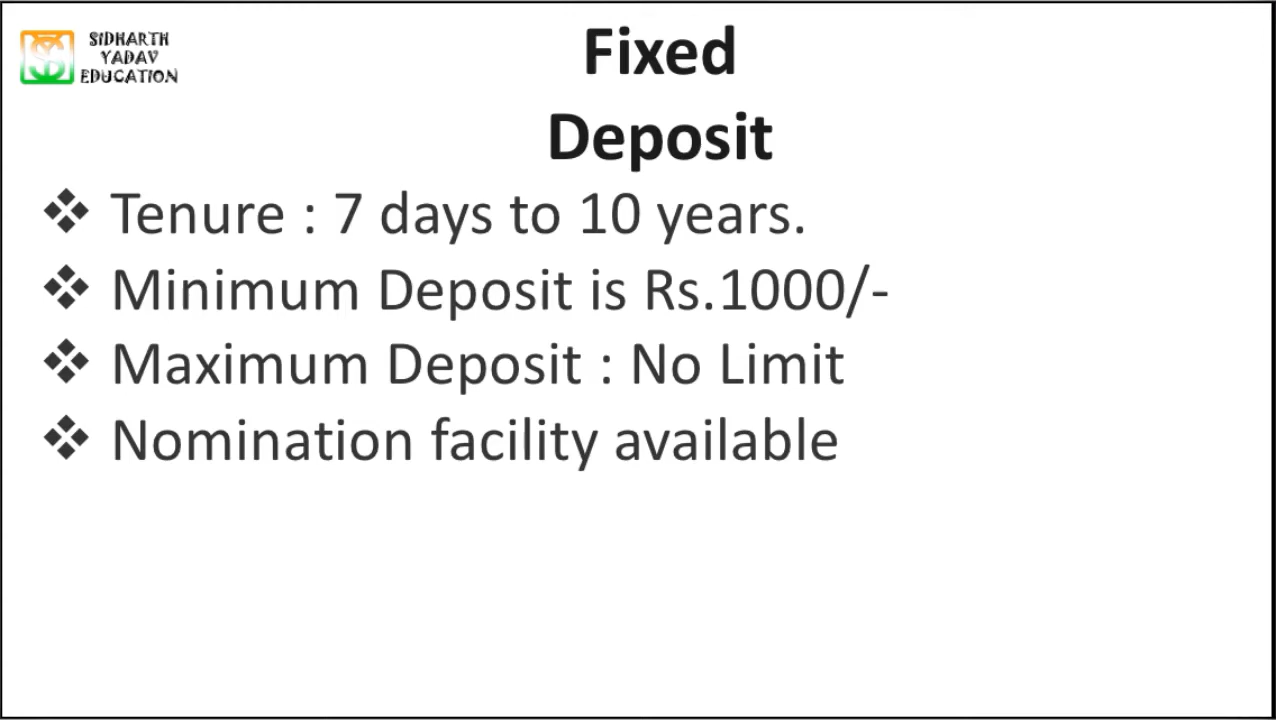 SIDHARTH
YADAV
EDUCATION
Fixed
Deposit
❖ Tenure : 7 days to 10 years.
❖ Minimum Deposit is Rs.1000/-
❖ Maximum Deposit : No Limit
❖ Nomination facility available